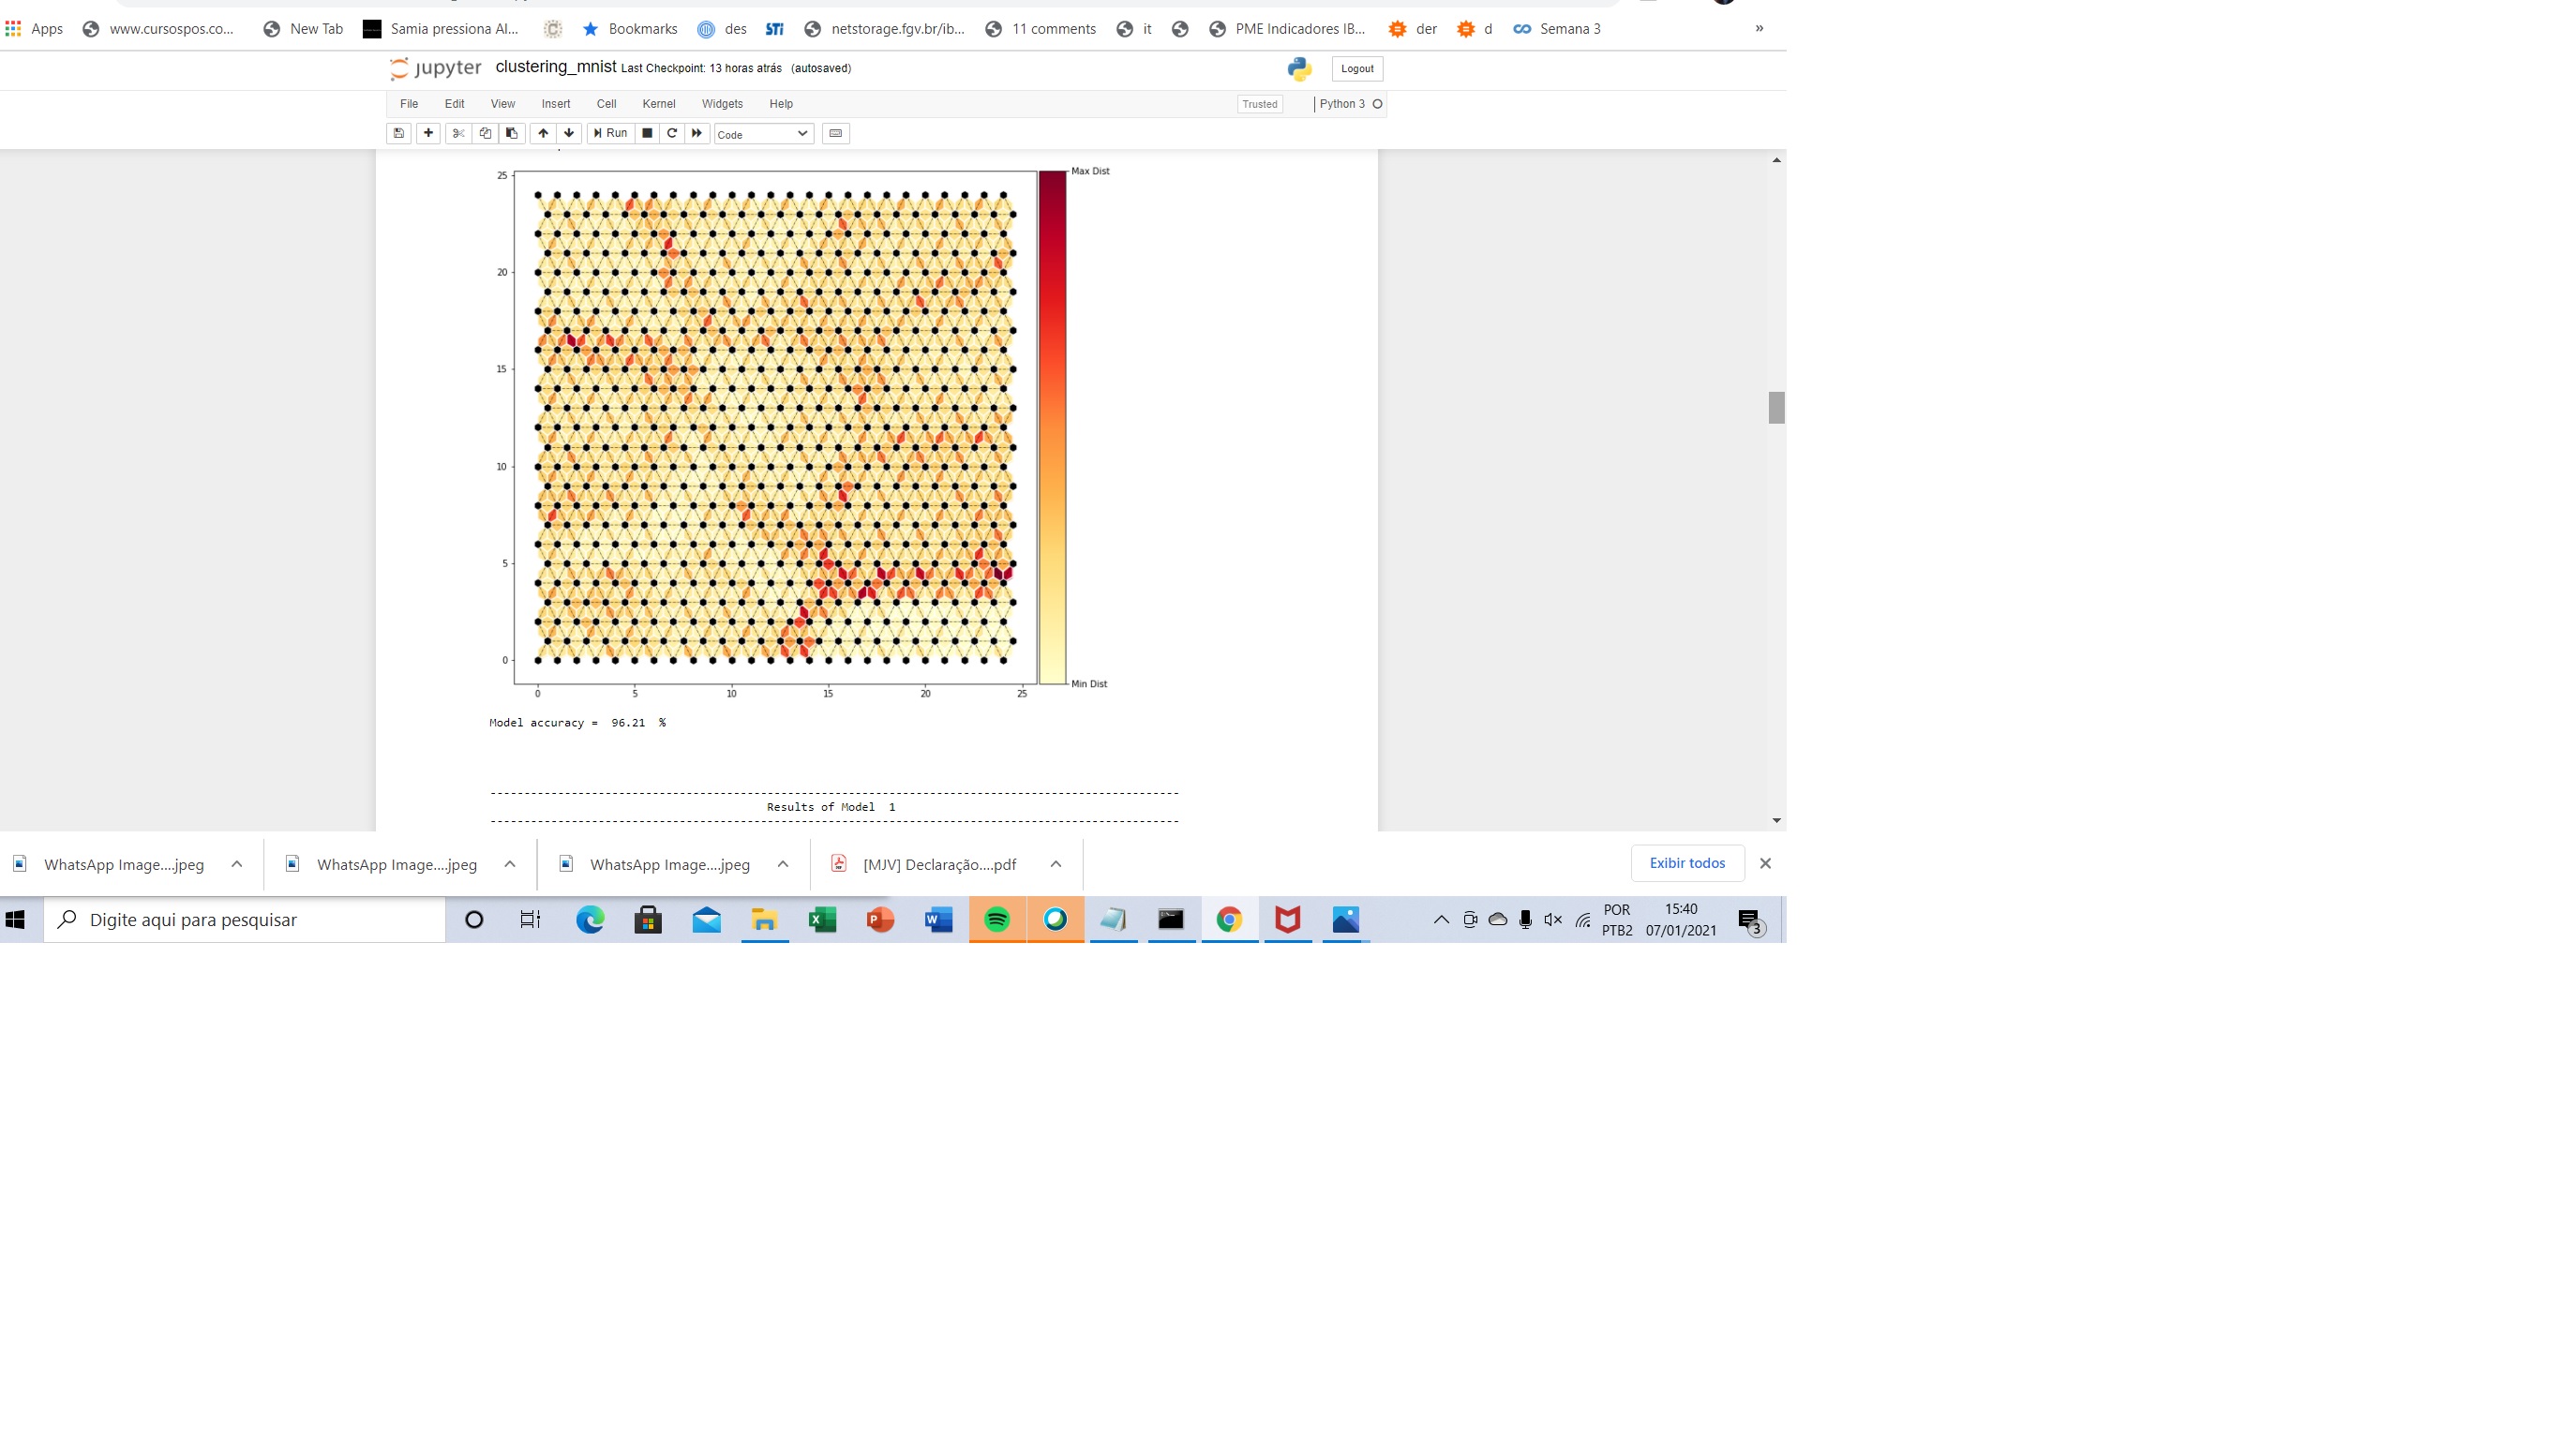 Apps www.cursospos.co... New Tab Samia pressiona Al... Bookmarks des STi netstorage.fgv.br/ib... 11 comments it PME Indicadores IB... der d Semana 3 »
jupyter clustering_mnist Last Checkpoint: 13 horas atrás (autosaved) Logout
File Edit View Insert Cell Kernel Widgets Help Trusted Python 3
Run Code
25
20
15
10
5
0
0 5 10 15 20 25
Max Dist
Min Dist
Model accuracy = 96.21 %
--------------------------------------------------
Results of Model 1
--------------------------------------------------
WhatsApp Image....jpeg WhatsApp Image....jpeg WhatsApp Image....jpeg [MJV] Declaração....pdf Exibir todos
Digite aqui para pesquisar
POR 15:40
PTB2 07/01/2021 3